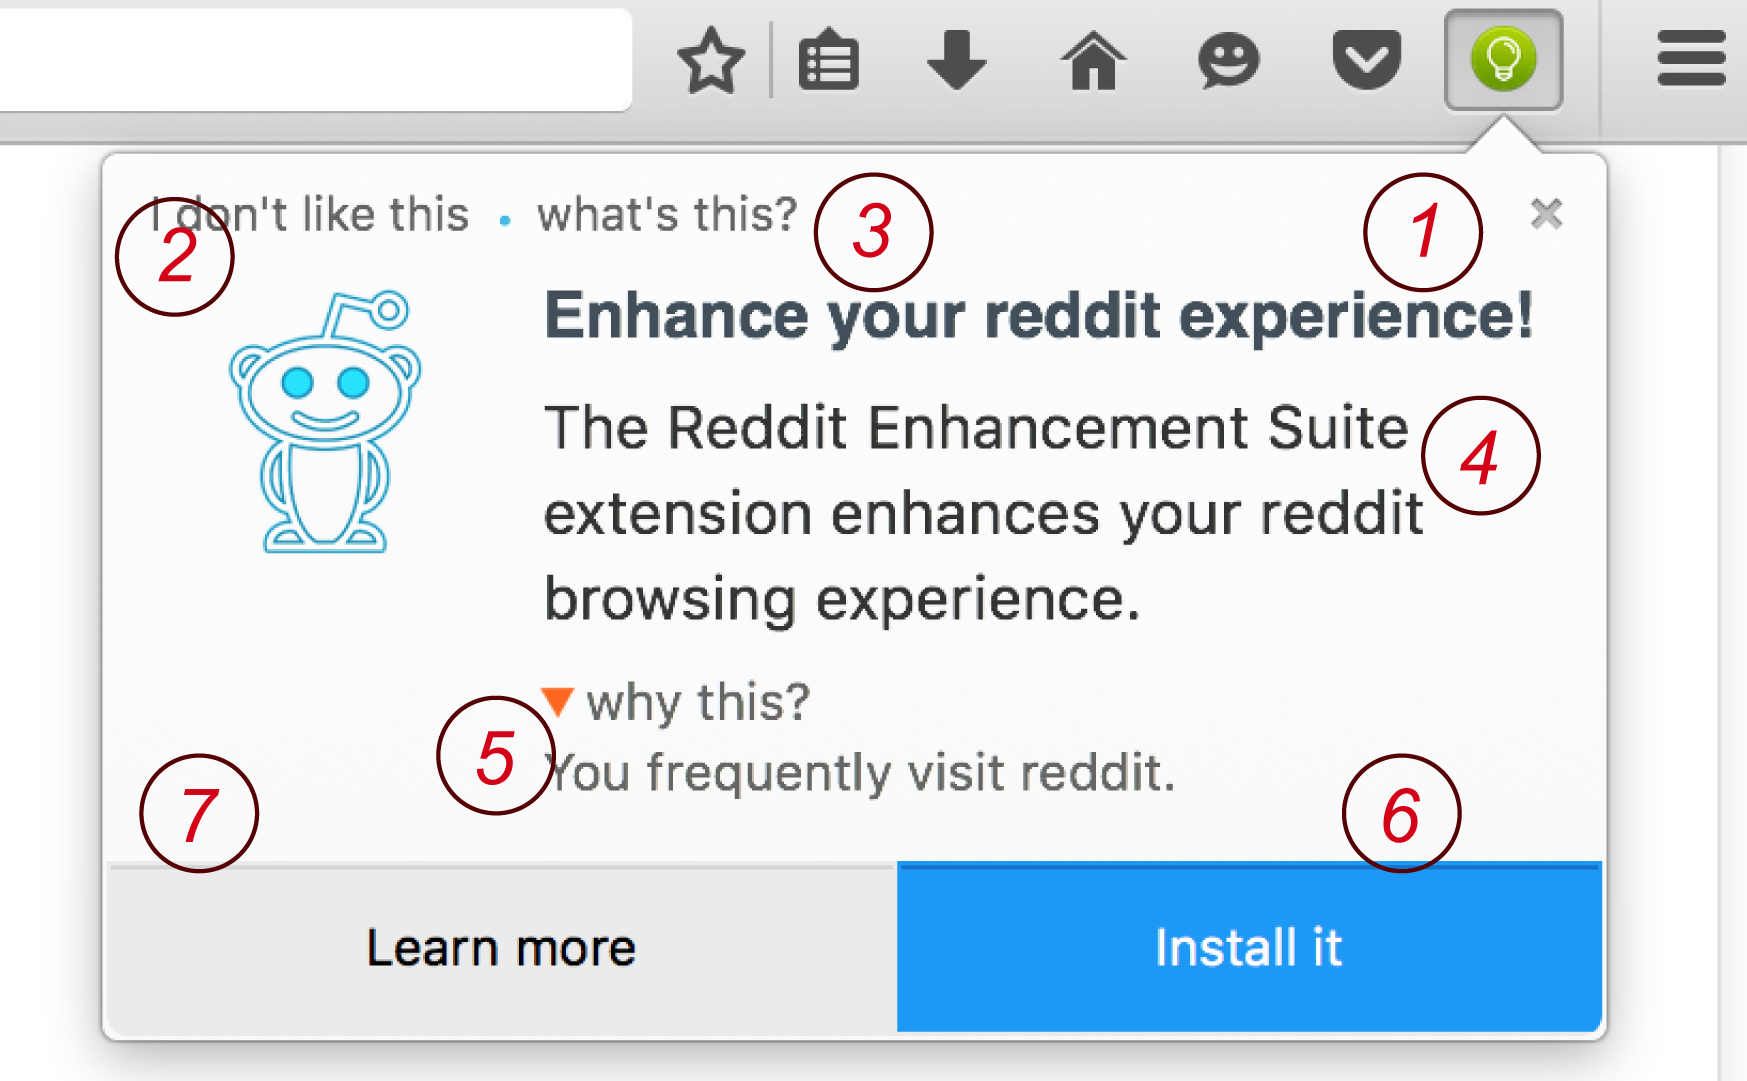 I don't like this • what's this? 3 1 ×
2
Enhance your reddit experience!
The Reddit Enhancement Suite 4
extension enhances your reddit
browsing experience.
▼ why this?
5 You frequently visit reddit.
7 6
Learn more Install it